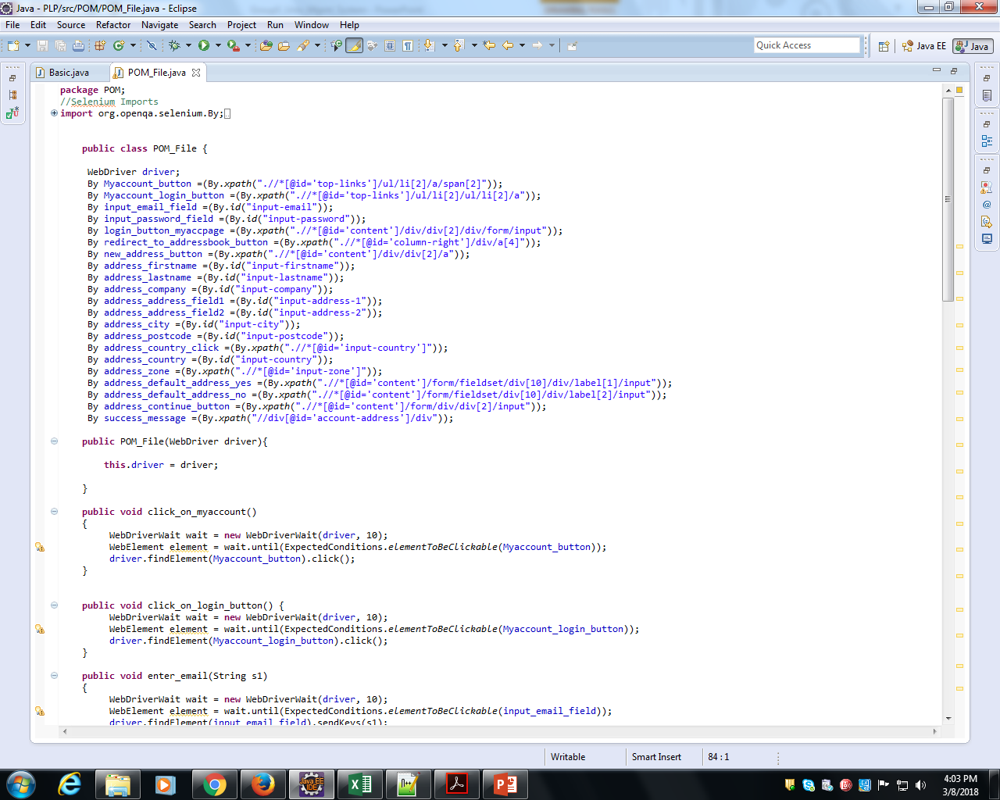 Java - PLP/src/POM/POM_File.java - Eclipse
File Edit Source Refactor Navigate Search Project Run Window Help
Quick Access
Java EE
Java
Basic.java
POM_File.java
package POM;
//Selenium Imports
import org.openqa.selenium.By;
public class POM_File {
WebDriver driver;
By Myaccount_button =(By.xpath(".//*[@id='top-links']/ul/li[2]/a/span[2]"));
By Myaccount_login_button =(By.xpath(".//*[@id='top-links']/ul/li[2]/ul/li[2]/a"));
By input_email_field =(By.id("input-email"));
By input_password_field =(By.id("input-password"));
By login_button_myaccpage =(By.xpath(".//*[@id='content']/div/div[2]/div/form/input"));
By redirect_to_addressbook_button =(By.xpath(".//*[@id='column-right']/div/a[4]"));
By new_address_button =(By.xpath(".//*[@id='content']/div/div[2]/a"));
By address_firstname =(By.id("input-firstname"));
By address_lastname =(By.id("input-lastname"));
By address_company =(By.id("input-company"));
By address_address_field1 =(By.id("input-address-1"));
By address_address_field2 =(By.id("input-address-2"));
By address_city =(By.id("input-city"));
By address_postcode =(By.id("input-postcode"));
By address_country_click =(By.xpath(".//*[@id='input-country']"));
By address_country =(By.id("input-country"));
By address_zone =(By.xpath(".//*[@id='input-zone']"));
By address_default_address_yes =(By.xpath(".//*[@id='content']/form/fieldset/div[10]/div/label[1]/input"));
By address_default_address_no =(By.xpath(".//*[@id='content']/form/fieldset/div[10]/div/label[2]/input"));
By address_continue_button =(By.xpath(".//*[@id='content']/form/div/div[2]/input"));
By success_message =(By.xpath("//div[@id='account-address']/div"));
public POM_File(WebDriver driver){
this.driver = driver;
}
public void click_on_myaccount()
{
WebDriverWait wait = new WebDriverWait(driver, 10);
WebElement element = wait.until(ExpectedConditions.elementToBeClickable(Myaccount_button));
driver.findElement(Myaccount_button).click();
}
public void click_on_login_button() {
WebDriverWait wait = new WebDriverWait(driver, 10);
WebElement element = wait.until(ExpectedConditions.elementToBeClickable(Myaccount_login_button));
driver.findElement(Myaccount_login_button).click();
}
public void enter_email(String s1)
{
WebDriverWait wait = new WebDriverWait(driver, 10);
WebElement element = wait.until(ExpectedConditions.elementToBeClickable(input_email_field));
driver.findElement(input_email_field).sendKeys(s1);
Writable
Smart Insert
84 : 1
Java EE
IDE
4:03 PM
3/8/2018